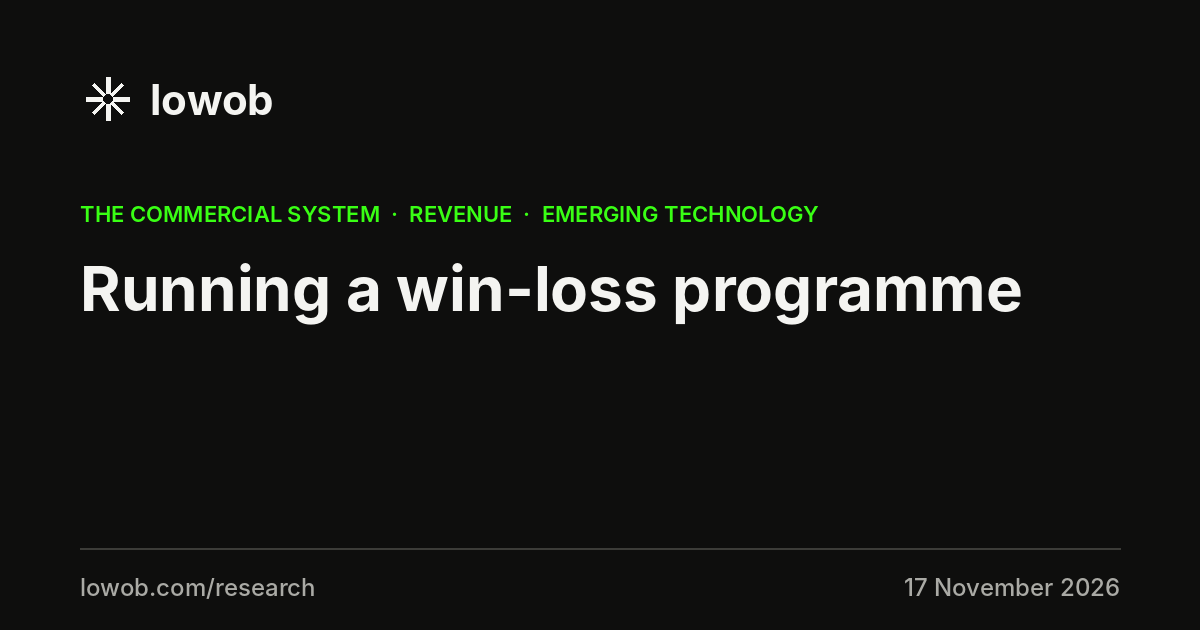 lowob
THE COMMERCIAL SYSTEM · REVENUE · EMERGING TECHNOLOGY
Running a win-loss programme
lowob.com/research
17 November 2026